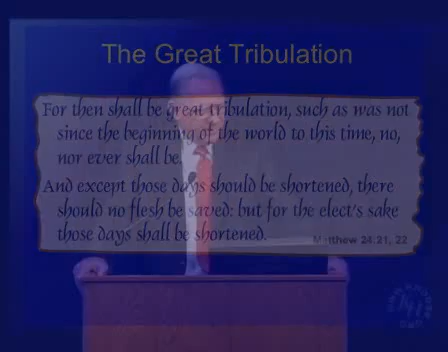 The Great Tribulation
For then shall be great tribulation, such as was not
since the beginning of the world to this time, no,
nor ever shall be.
And except those days should be shortened, there
should no flesh be saved: but for the elect's sake
those days shall be shortened.
Matthew 24:21, 22